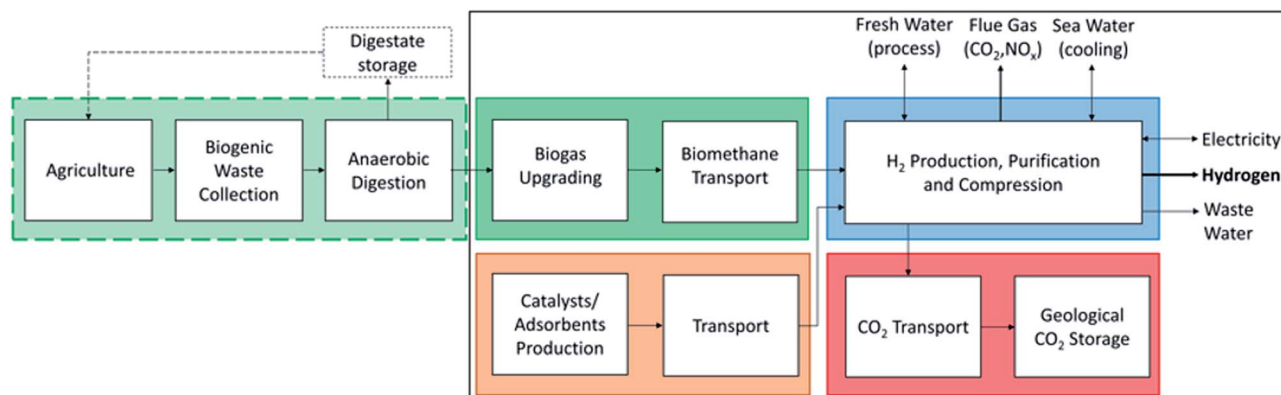 Digestate
storage
Agriculture
Biogenic
Waste
Collection
Anaerobic
Digestion
Biogas
Upgrading
Biomethane
Transport
Fresh Water
(process)
Flue Gas
(CO₂,NOₓ)
Sea Water
(cooling)
H₂ Production, Purification
and Compression
Electricity
Hydrogen
Waste
Water
Catalysts/
Adsorbents
Production
Transport
CO₂ Transport
Geological
CO₂ Storage